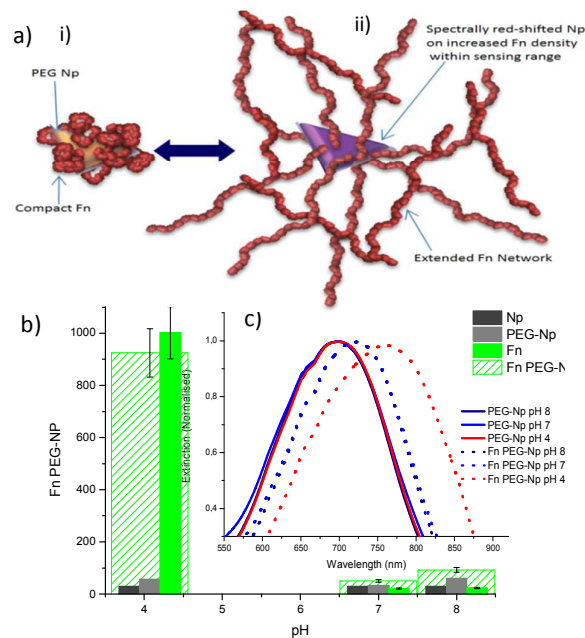 a)
i)
ii)
PEG Np
Compact Fn
Spectrally red-shifted Np
on increased Fn density
within sensing range
Extended Fn Network
b)
Fn PEG-NP
1000
800
600
400
200
0
4
5
6
7
8
pH
c)
Extinction (Normalised)
1.0
0.8
0.6
0.4
550
600
650
700
750
800
850
900
Wavelength (nm)
Np
PEG-Np
Fn
Fn PEG-N
PEG-Np pH 8
PEG-Np pH 7
PEG-Np pH 4
Fn PEG-Np pH 8
Fn PEG-Np pH 7
Fn PEG-Np pH 4